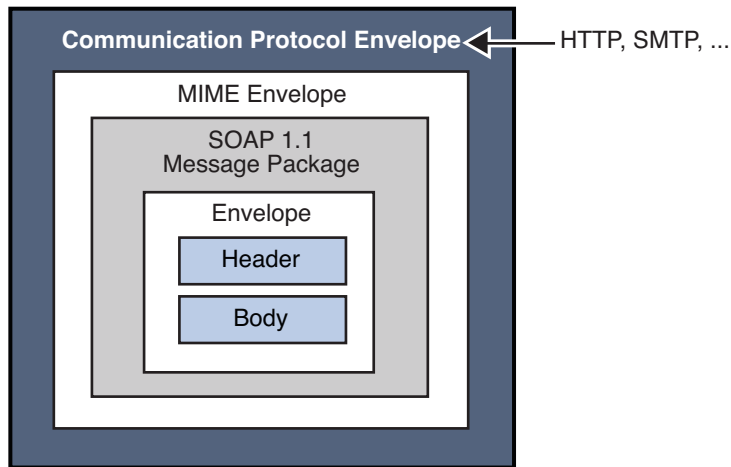 Communication Protocol Envelope
HTTP, SMTP, ...
MIME Envelope
SOAP 1.1
Message Package
Envelope
Header
Body